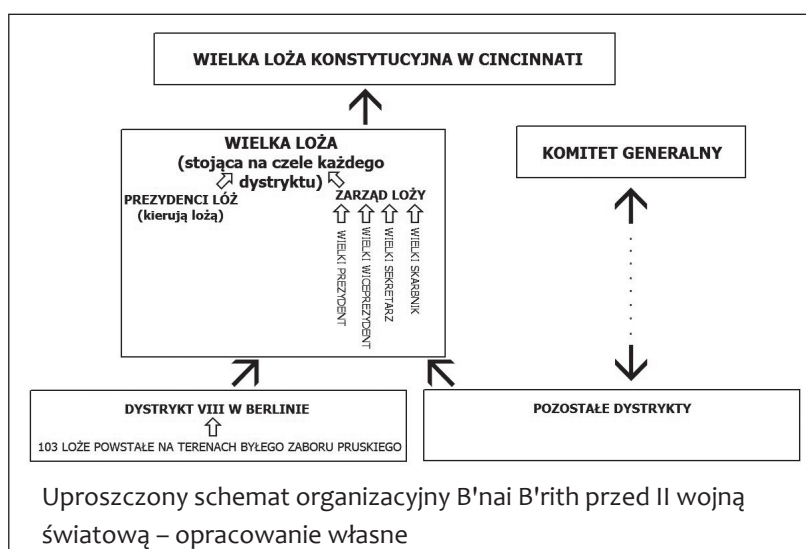 WIELKA LOŻA KONSTYTUCYJNA W CINCINNATI
WIELKA LOŻA
(stojąca na czele każdego
dystryktu)
KOMITET GENERALNY
PREZYDENCI LÓŻ
(kierują lożą)
ZARZĄD LOŻY
WIELKI PREZYDENT
WIELKI WICEPREZYDENT
WIELKI SEKRETARZ
WIELKI SKARBNIK
DYSTRYKT VIII W BERLINIE
103 LOŻE POWSTAŁE NA TERENACH BYŁEGO ZABORU PRUSKIEGO
POZOSTAŁE DYSTRYKTY
Uproszczony schemat organizacyjny B'nai B'rith przed II wojną
światową – opracowanie własne